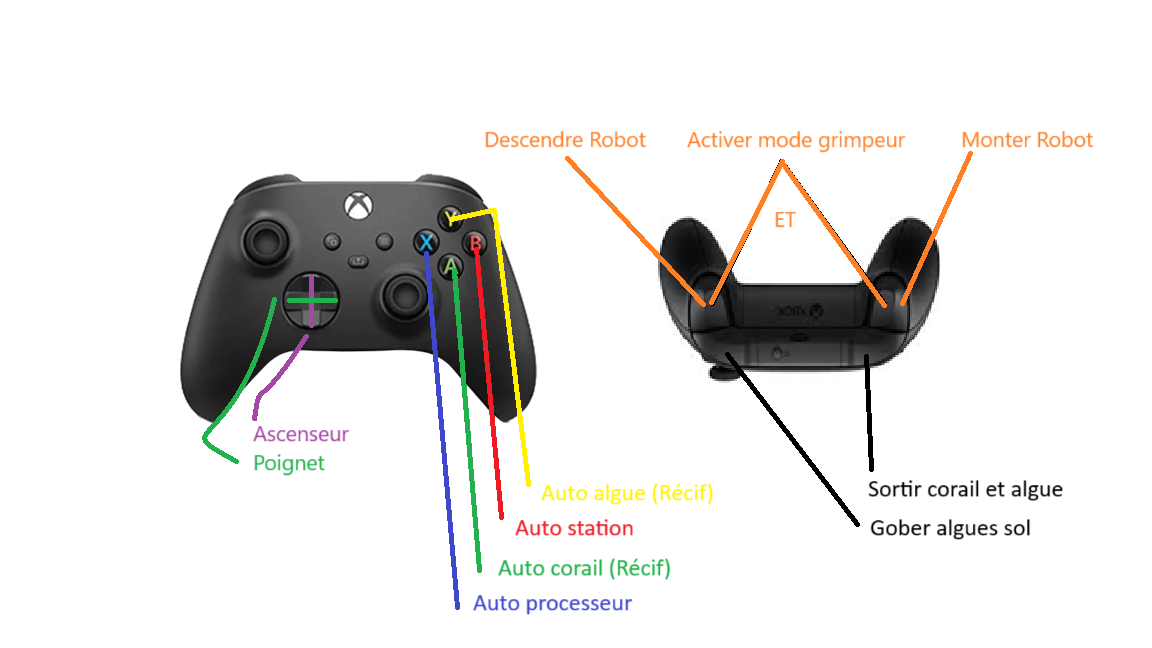 Descendre Robot
Activer mode grimpeur
Monter Robot
ET
Y
X
B
A
XBOX
Ascenseur
Poignet
Auto algue (Récif)
Auto station
Auto corail (Récif)
Auto processeur
Sortir corail et algue
Gober algues sol